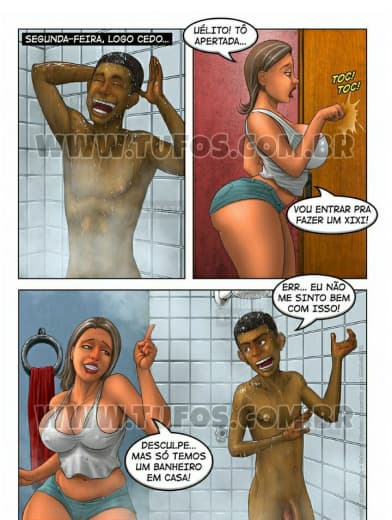 SEGUNDA-FEIRA, LOGO CEDO...
UÉLITO! TÔ
APERTADA...
TOC!
TOC!
WWW.TUFOS.COM.BR
VOU ENTRAR PRA
FAZER UM XIXI!
ERR... EU NÃO
ME SINTO BEM
COM ISSO!
WWW.TUFOS.COM.BR
DESCULPE...
MAS SÓ TEMOS
UM BANHEIRO
EM CASA!